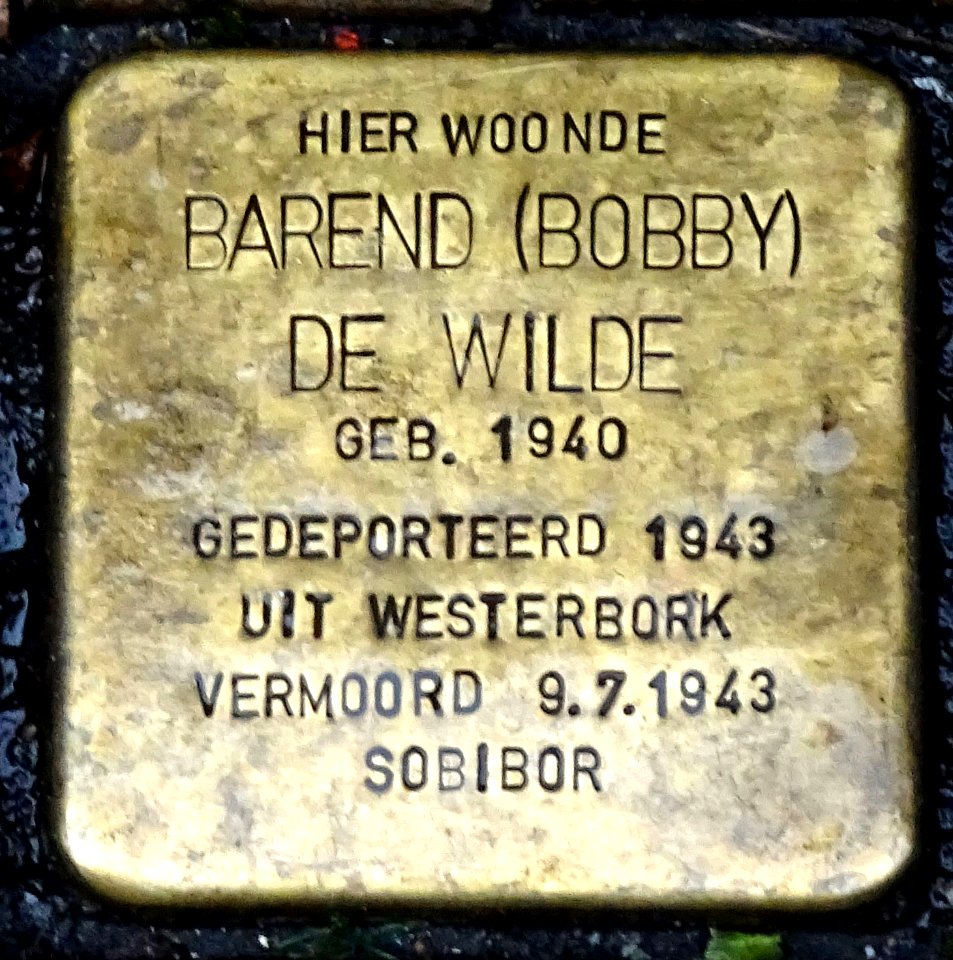 HIER WOONDE
BAREND (BOBBY)
DE WILDE
GEB. 1940
GEDEPORTEERD 1943
UIT WESTERBORK
VERMOORD 9.7.1943
SOBIBOR